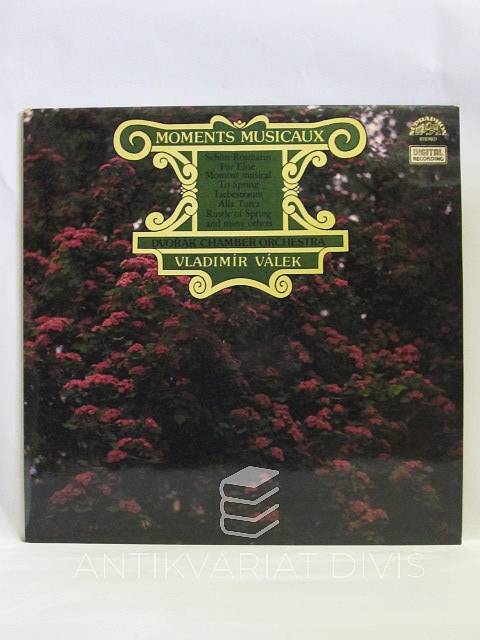 MOMENTS MUSICAUX
Schön Rosmarin
Für Elise
Moment musical
To Spring
Liebestraum
Alla Turca
Rustle of Spring
and many others
DVOŘÁK CHAMBER ORCHESTRA
VLADIMÍR VÁLEK
SUPRAPHON
STEREO
DIGITAL
RECORDING
ANTIKVARIAT DIVIŠ